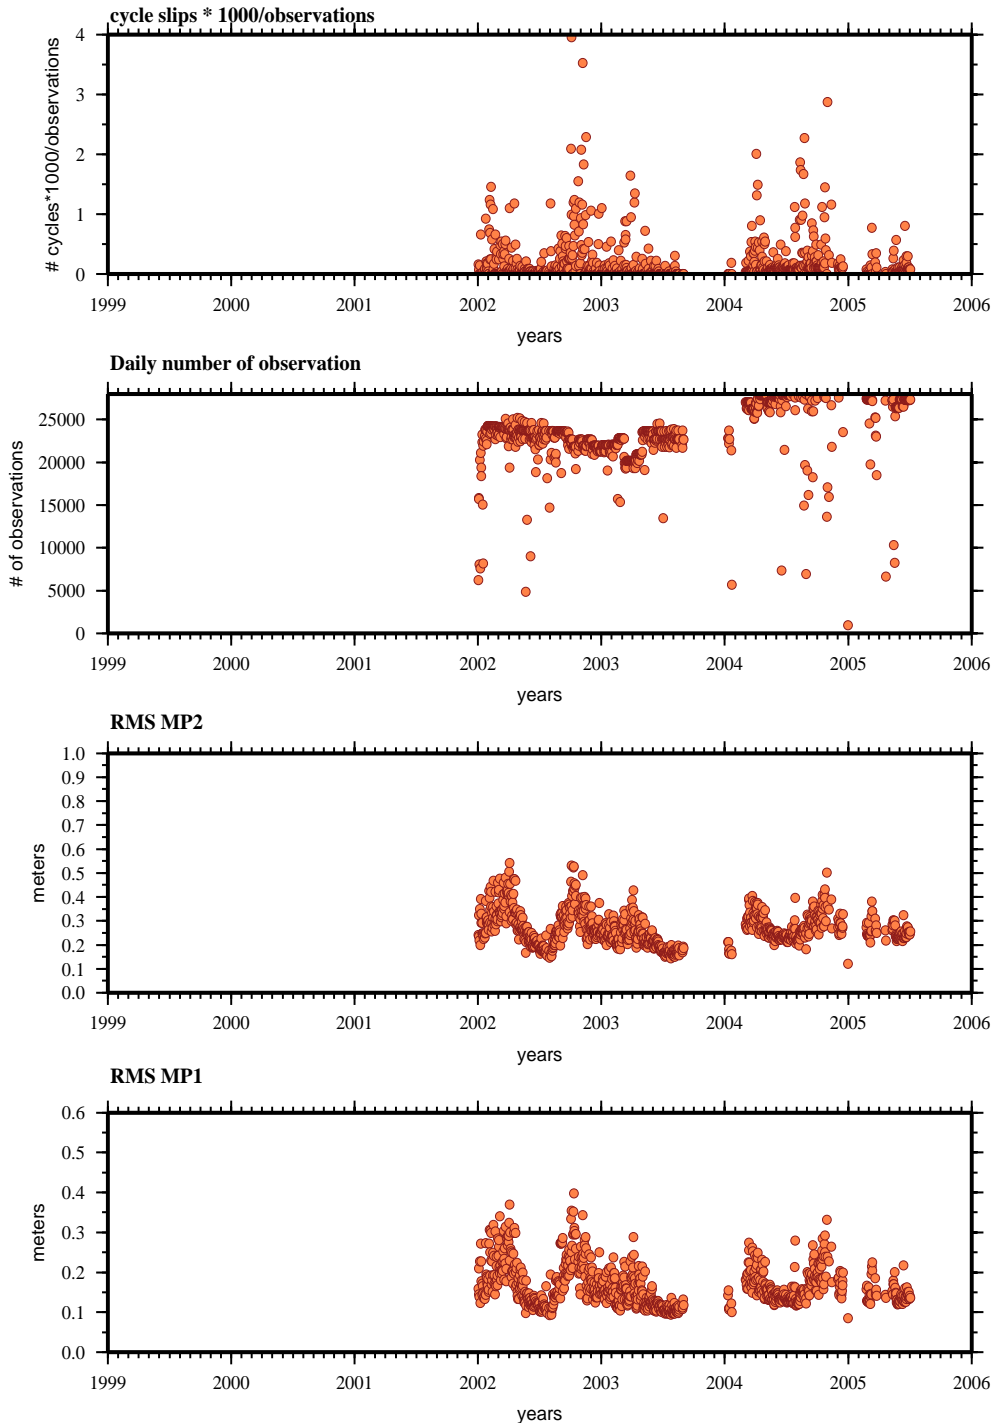 cycle slips * 1000/observations
4
3
2
1
0
# cycles*1000/observations
1999 2000 2001 2002 2003 2004 2005 2006
years
Daily number of observation
25000
20000
15000
10000
5000
0
# of observations
1999 2000 2001 2002 2003 2004 2005 2006
years
RMS MP2
1.0
0.9
0.8
0.7
0.6
0.5
0.4
0.3
0.2
0.1
0.0
meters
1999 2000 2001 2002 2003 2004 2005 2006
years
RMS MP1
0.6
0.5
0.4
0.3
0.2
0.1
0.0
meters
1999 2000 2001 2002 2003 2004 2005 2006
years